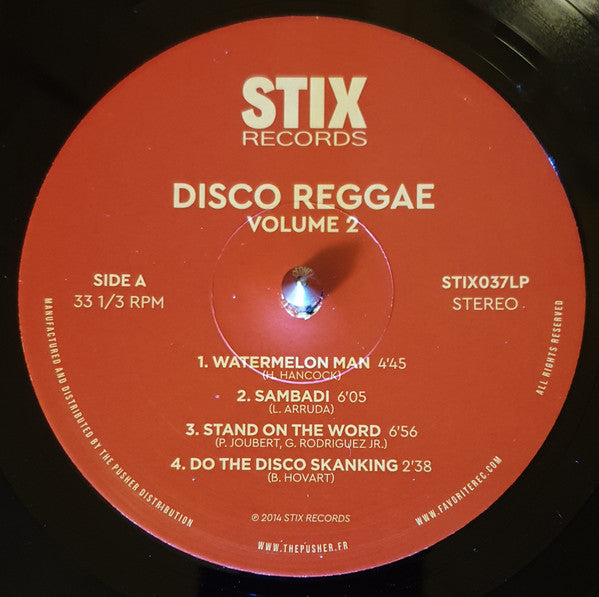 STIX
RECORDS
DISCO REGGAE
VOLUME 2
SIDE A
33 1/3 RPM
STIX037LP
STEREO
1. WATERMELON MAN 4'45
(H. HANCOCK)
2. SAMBADI 6'05
(L. ARRUDA)
3. STAND ON THE WORD 6'56
(P. JOUBERT, G. RODRIGUEZ JR.)
4. DO THE DISCO SKANKING 2'38
(B. HOVART)
℗ 2014 STIX RECORDS
MANUFACTURED AND DISTRIBUTED BY THE PUSHER DISTRIBUTION
WWW.THEPUSHER.FR
WWW.FAVORITEREC.COM
ALL RIGHTS RESERVED